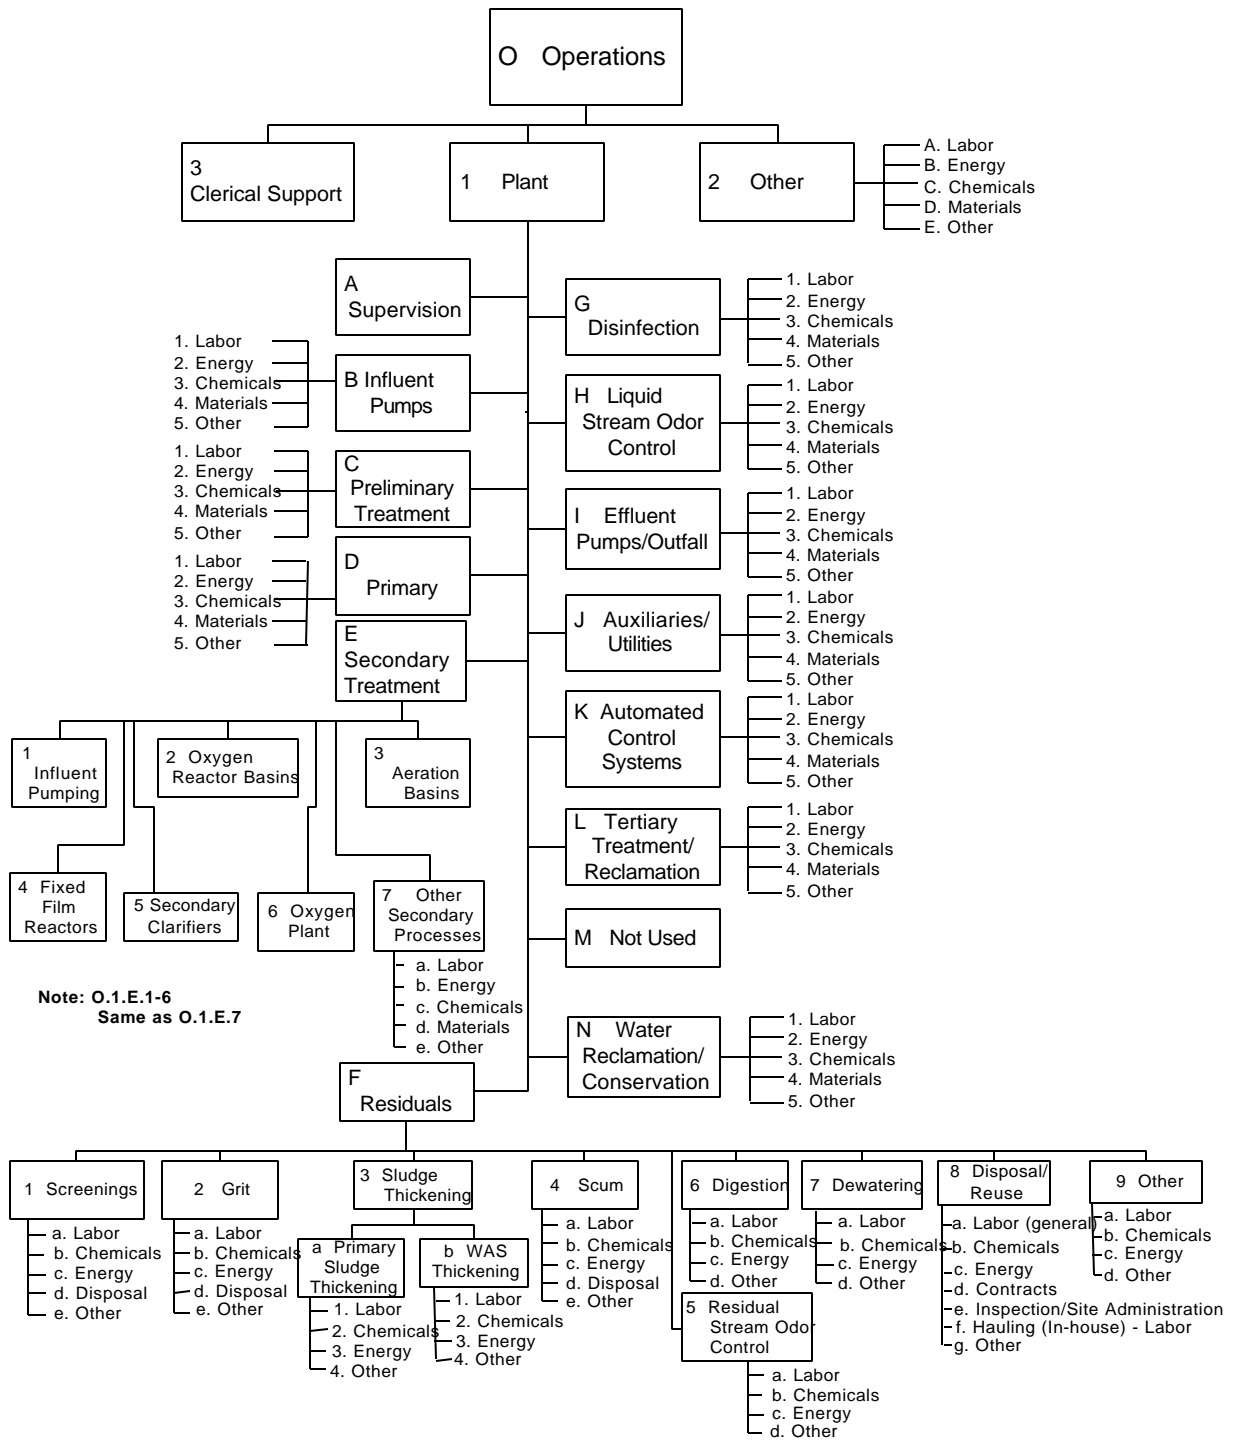 O Operations
3
Clerical Support
1 Plant
2 Other
A. Labor
B. Energy
C. Chemicals
D. Materials
E. Other
A
Supervision
1. Labor
2. Energy
3. Chemicals
4. Materials
5. Other
B Influent
Pumps
1. Labor
2. Energy
3. Chemicals
4. Materials
5. Other
C
Preliminary
Treatment
1. Labor
2. Energy
3. Chemicals
4. Materials
5. Other
D
Primary
E
Secondary
Treatment
1
Influent
Pumping
2 Oxygen
Reactor Basins
3
Aeration
Basins
4 Fixed
Film
Reactors
5 Secondary
Clarifiers
6 Oxygen
Plant
7 Other
Secondary
Processes
a. Labor
b. Energy
c. Chemicals
d. Materials
e. Other
Note: O.1.E.1-6
Same as O.1.E.7
G
Disinfection
1. Labor
2. Energy
3. Chemicals
4. Materials
5. Other
H Liquid
Stream Odor
Control
1. Labor
2. Energy
3. Chemicals
4. Materials
5. Other
I Effluent
Pumps/Outfall
1. Labor
2. Energy
3. Chemicals
4. Materials
5. Other
J Auxiliaries/
Utilities
1. Labor
2. Energy
3. Chemicals
4. Materials
5. Other
K Automated
Control
Systems
1. Labor
2. Energy
3. Chemicals
4. Materials
5. Other
L Tertiary
Treatment/
Reclamation
1. Labor
2. Energy
3. Chemicals
4. Materials
5. Other
M Not Used
N Water
Reclamation/
Conservation
1. Labor
2. Energy
3. Chemicals
4. Materials
5. Other
F
Residuals
1 Screenings
a. Labor
b. Chemicals
c. Energy
d. Disposal
e. Other
2 Grit
a. Labor
b. Chemicals
c. Energy
d. Disposal
e. Other
3 Sludge
Thickening
a Primary
Sludge
Thickening
1. Labor
2. Chemicals
3. Energy
4. Other
b WAS
Thickening
1. Labor
2. Chemicals
3. Energy
4. Other
4 Scum
a. Labor
b. Chemicals
c. Energy
d. Disposal
e. Other
6 Digestion
a. Labor
b. Chemicals
c. Energy
d. Other
5 Residual
Stream Odor
Control
a. Labor
b. Chemicals
c. Energy
d. Other
7 Dewatering
a. Labor
b. Chemicals
c. Energy
d. Other
8 Disposal/
Reuse
a. Labor (general)
b. Chemicals
c. Energy
d. Contracts
e. Inspection/Site Administration
f. Hauling (In-house) - Labor
g. Other
9 Other
a. Labor
b. Chemicals
c. Energy
d. Other